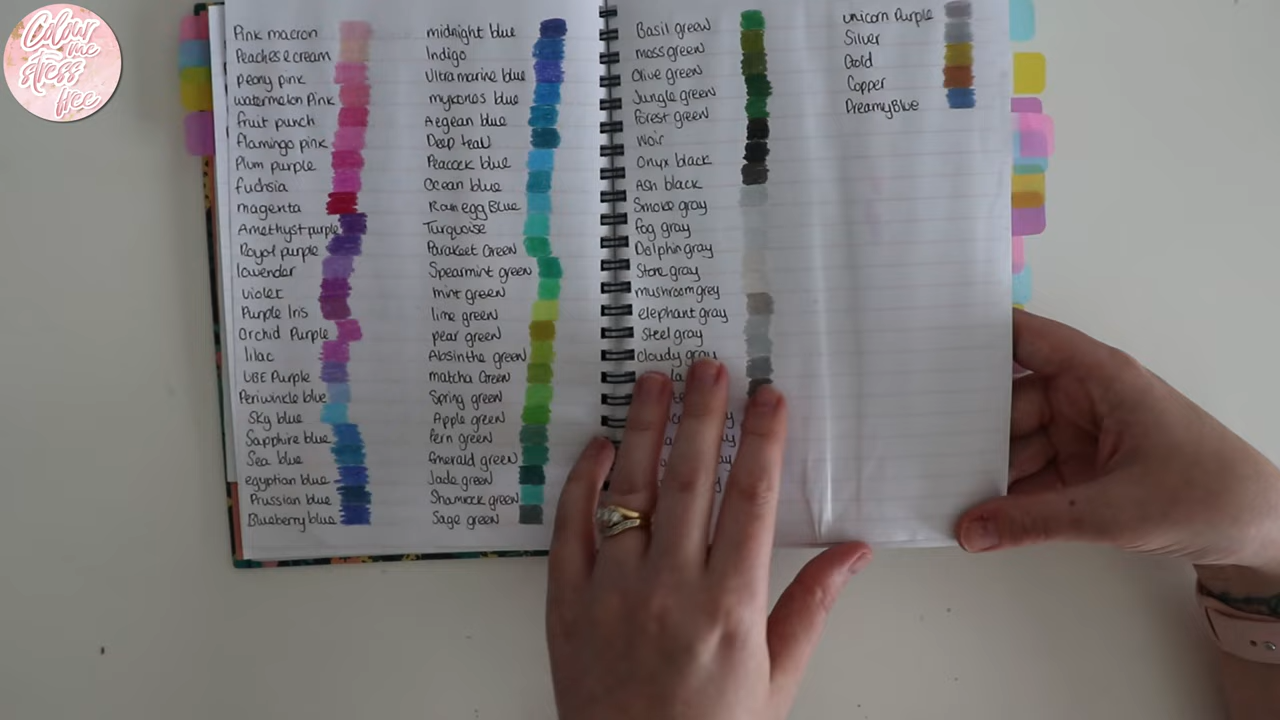 Colour
me
stress
free
Pink macron
Peaches & cream
peony pink
watermelon Pink
fruit punch
Flamingo pink
Plum purple
fuchsia
magenta
Amethyst purple
Royal purple
lavender
violet
Purple Iris
Orchid Purple
lilac
UBE Purple
Periwinkle blue
Sky blue
Sapphire blue
Sea blue
egyptian blue
Prussian blue
Blueberry blue
midnight blue
Indigo
Ultra marine blue
mykonos blue
Aegean blue
Deep teal
Peacock blue
Ocean blue
Robin egg Blue
Turquoise
Parakeet Green
Spearmint green
mint green
lime green
pear green
Absinthe green
matcha Green
Spring green
Apple green
fern green
Emerald green
Jade green
Shamrock green
Sage green
Basil green
moss green
Olive green
Jungle green
Forest green
Noir
Onyx black
Ash black
Smoke gray
Fog gray
Dolphin gray
Stone gray
mushroom grey
elephant gray
Steel gray
cloudy gray
unicorn Purple
Silver
Gold
Copper
Dreamy Blue